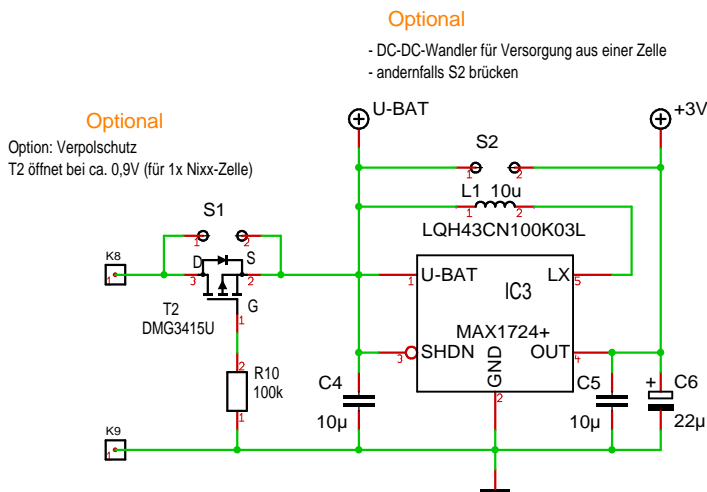 Optional
- DC-DC-Wandler für Versorgung aus einer Zelle
- andernfalls S2 brücken
U-BAT
+3V
Optional
Option: Verpolschutz
T2 öffnet bei ca. 0,9V (für 1x Nixx-Zelle)
S2
1 2
L1 10u
1 2
LQH43CN100K03L
S1
1 2
K8
1
D S
3 2
G
1
T2
DMG3415U
1 U-BAT LX 5
IC3
MAX1724+
3 SHDN OUT 4
GND
2
2
R10
100k
1
C4
10µ
C5
10µ
+ C6
22µ
K9
1